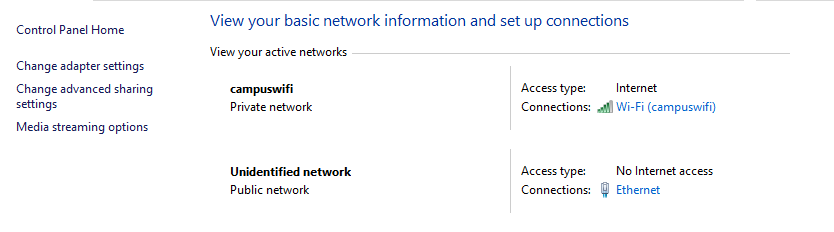 View your basic network information and set up connections
Control Panel Home
View your active networks
Change adapter settings
Change advanced sharing
settings
Media streaming options
campuswifi
Private network
Access type: Internet
Connections: Wi-Fi (campuswifi)
Unidentified network
Public network
Access type: No Internet access
Connections: Ethernet